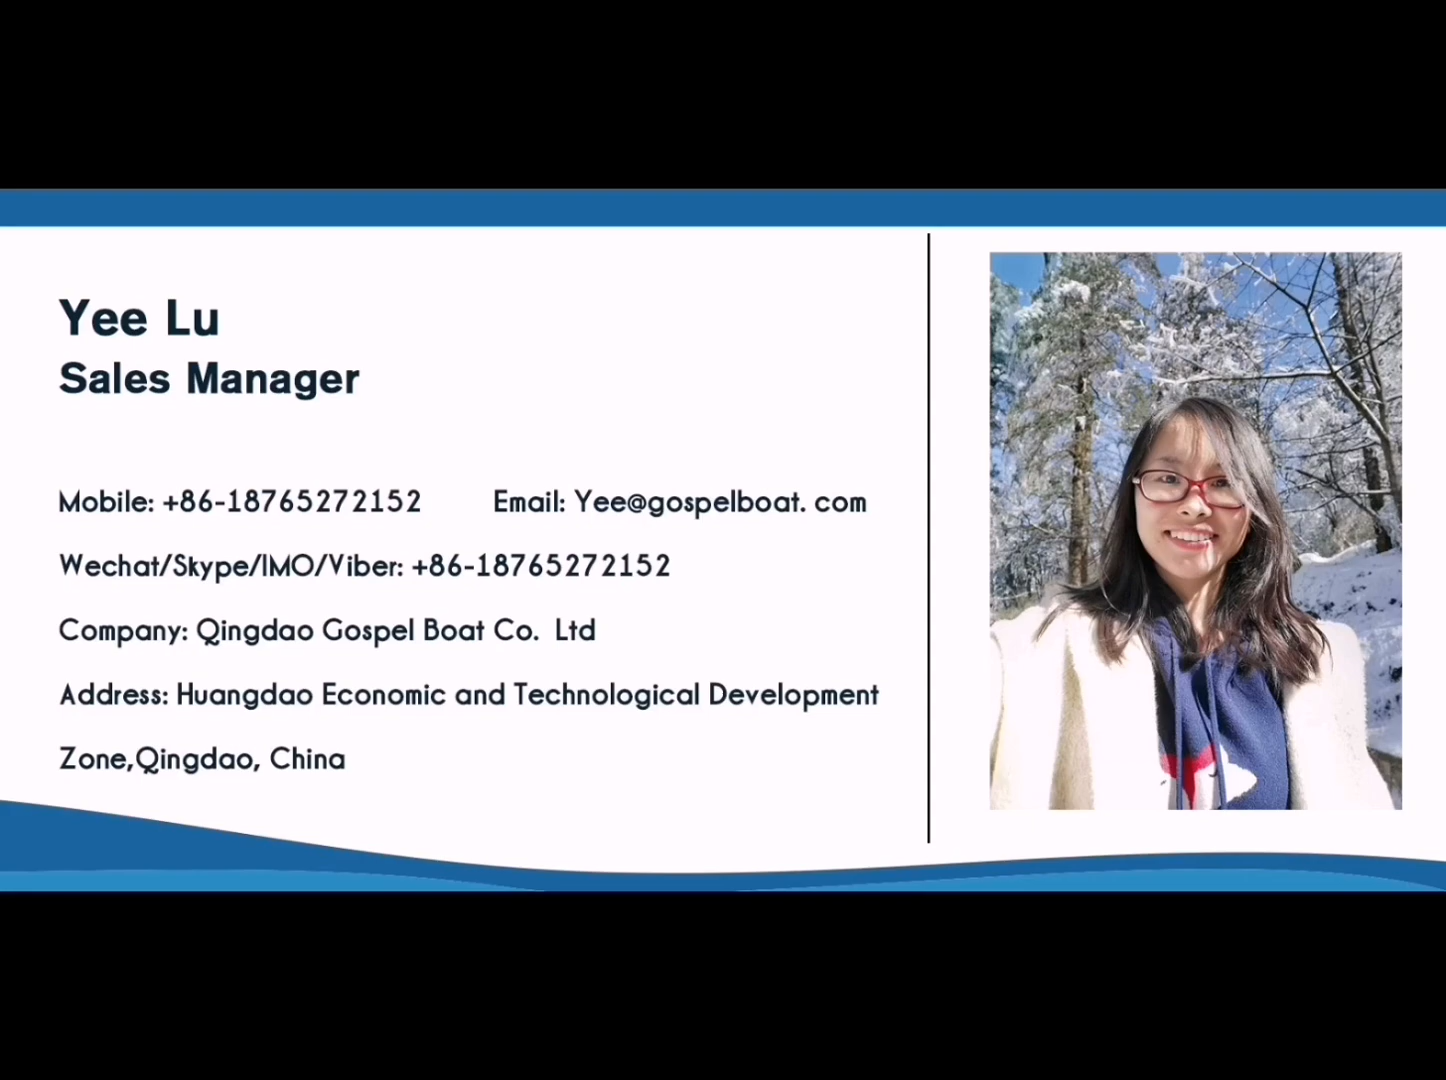 Yee Lu
Sales Manager
Mobile: +86-18765272152 Email: Yee@gospelboat. com
Wechat/Skype/IMO/Viber: +86-18765272152
Company: Qingdao Gospel Boat Co. Ltd
Address: Huangdao Economic and Technological Development
Zone,Qingdao, China